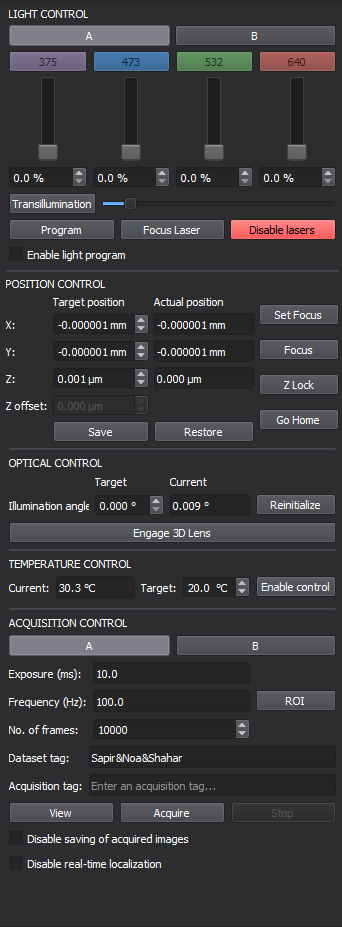 LIGHT CONTROL
A B
375 473 532 640
0.0 % 0.0 % 0.0 % 0.0 %
Transillumination
Program Focus Laser Disable lasers
Enable light program
POSITION CONTROL
Target position Actual position
X: -0.000001 mm -0.000001 mm Set Focus
Y: -0.000001 mm -0.000001 mm Focus
Z: 0.001 µm 0.000 µm Z Lock
Z offset: 0.000 µm Go Home
Save Restore
OPTICAL CONTROL
Target Current
Illumination angle 0.000 ° 0.009 ° Reinitialize
Engage 3D Lens
TEMPERATURE CONTROL
Current: 30.3 °C Target: 20.0 °C Enable control
ACQUISITION CONTROL
A B
Exposure (ms): 10.0
Frequency (Hz): 100.0 ROI
No. of frames: 10000
Dataset tag: Sapir&Noa&Shahar
Acquisition tag: Enter an acquisition tag...
View Acquire Stop
Disable saving of acquired images
Disable real-time localization